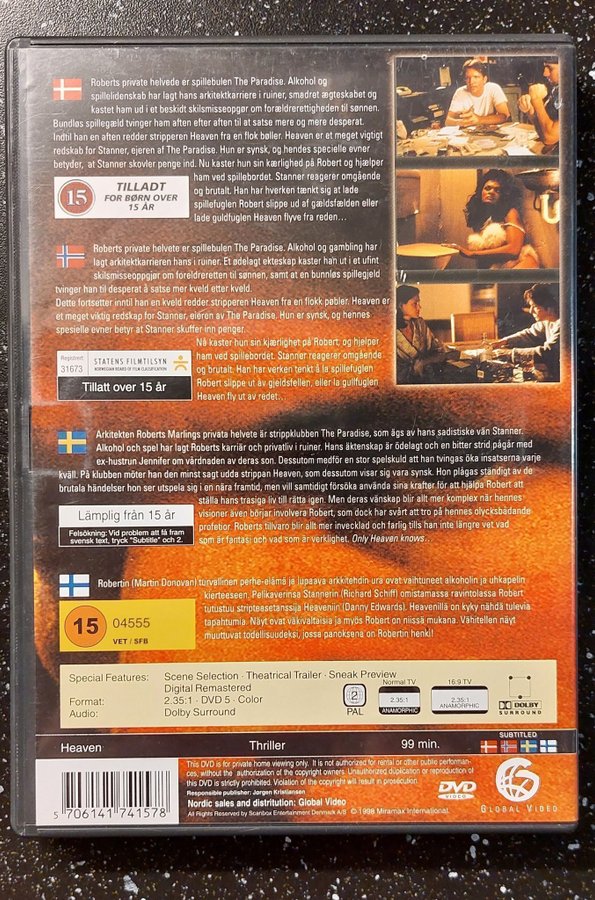 Roberts private helvede er spillebulen The Paradise. Alkohol og
spillelidenskab har lagt hans arkitektkarriere i ruiner, smadret ægteskabet og
kastet ham ud i et beskidt skilsmisseopgør om forældrerettigheden til sønnen.
Bundløs spillegæld tvinger ham aften efter aften til at satse mere og mere desperat.
Indtil han en aften redder stripperen Heaven fra en flok bøller. Heaven er et meget vigtigt
redskab for Stanner, ejeren af The Paradise. Hun er synsk, og hendes specielle evner
betyder, at Stanner skovler penge ind. Nu kaster hun sin kærlighed på Robert og hjælper
ham ved spillebordet. Stanner reagerer omgående
og brutalt. Han har hverken tænkt sig at lade
spillefuglen Robert slippe ud af gældsfælden eller
lade guldfuglen Heaven flyve fra reden...
15
TILLADT
FOR BØRN OVER
15 ÅR
Roberts private helvete er spillebulen The Paradise. Alkohol og gambling har
lagt arkitektkarrieren hans i ruiner. Et ødelagt ekteskap kaster han ut i et ufint
skilsmisseoppgjør om foreldreretten til sønnen, samt at en bunnløs spillegjeld
tvinger han til desperat å satse mer kveld etter kveld.
Dette fortsetter inntil han en kveld redder stripperen Heaven fra en flokk pøbler. Heaven er
et meget viktig redskap for Stanner, eieren av The Paradise. Hun er synsk, og hennes
spesielle evner betyr at Stanner skuffer inn penger.
Nå kaster hun sin kjærlighet på Robert, og hjelper
ham ved spillebordet. Stanner reagerer omgående
og brutalt. Han har verken tenkt å la spillefuglen
Robert slippe ut av gjeldsfellen, eller la gullfuglen
Heaven fly ut av redet..
Registrert
31673
STATENS FILMTILSYN
NORWEGIAN BOARD OF FILM CLASSIFICATION
Tillatt over 15 år
Arkitekten Roberts Marlings privata helvete är strippklubben The Paradise, som ägs av hans sadistiske vän Stanner.
Alkohol och spel har lagt Roberts karriär och privatliv i ruiner. Hans äktenskap är ödelagt och en bitter strid pågår med
ex-hustrun Jennifer om vårdnaden av deras son. Dessutom medför en stor spelskuld att han tvingas öka insatserna varje
kväll. På klubben möter han den minst sagt udda strippan Heaven, som dessutom visar sig vara synsk. Hon plågas ständigt av de
brutala händelser hon ser utspela sig i en nära framtid, men vill samtidigt försöka använda sina krafter för att hjälpa Robert att
ställa hans trasiga liv till rätta igen. Men deras vänskap blir allt mer komplex när hennes
visioner även börjar involvera Robert, som dock har svårt att tro på hennes olycksbådande
profetior. Roberts tillvaro blir allt mer invecklad och farlig tills han inte längre vet vad
som är fantasi och vad som är verklighet. Only Heaven knows..
Lämplig från 15 år
Felsökning: Vid problem att få fram
svensk text, tryck "Subtitle" och 2.
Robertin (Martin Donovan) turvallinen perhe-elämä ja lupaava arkkitehdin ura ovat vaihtuneet alkoholin ja uhkapelin
kierteeseen. Pelikaverinsa Stannerin (Richard Schiff) omistamassa ravintolassa Robert
tutustuu stripteasetanssija Heaveniin (Danny Edwards). Heavenillä on kyky nähdä tulevia
tapahtumia. Näyt ovat väkivaltaisia ja myös Robert on niissä mukana. Vähitellen näyt
muuttuvat todellisuudeksi, jossa panoksena on Robertin henki!
15 04555
VET / SFB
Special Features: Scene Selection · Theatrical Trailer · Sneak Preview
Digital Remastered
Format: 2.35:1 · DVD 5 · Color
Audio: Dolby Surround
2
PAL
Normal TV
2.35:1
ANAMORPHIC
16:9 TV
2.35:1
ANAMORPHIC
DOLBY
SURROUND
Heaven Thriller 99 min.
SUBTITLED
This DVD is for private home viewing only. It is not authorized for rental or other public performan-
ces, without the authorization of the copyright owners. Unauthorized duplication or reproduction of
this DVD is strictly prohibited. Violation of the copyright will result in prosecution.
Responsible publisher: Jørgen Kristiansen
Nordic sales and distribution: Global Video
All Rights Reserved by Scanbox Entertainment Danmark A/S © 1998 Miramax International.
DVD
VIDEO
GLOBAL VIDEO
5 706141 741578